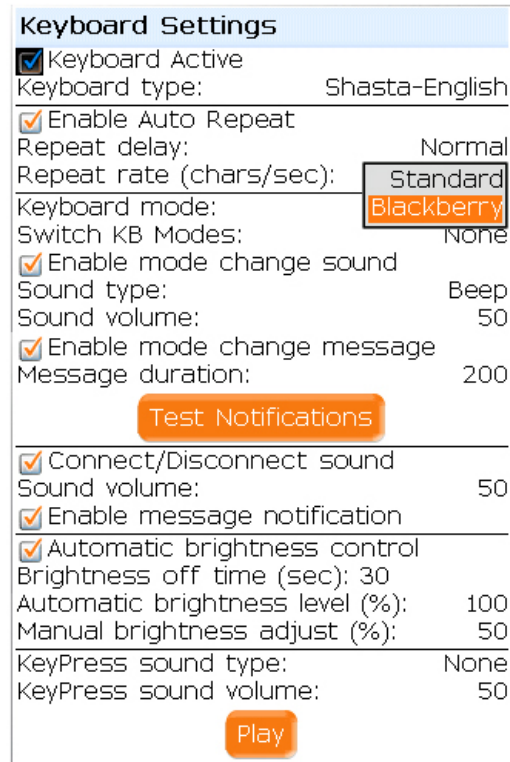 Keyboard Settings
Keyboard Active
Keyboard type: Shasta-English
Enable Auto Repeat
Repeat delay: Normal
Repeat rate (chars/sec):
Standard
Keyboard mode: Blackberry
Switch KB Modes: None
Enable mode change sound
Sound type: Beep
Sound volume: 50
Enable mode change message
Message duration: 200
Test Notifications
Connect/Disconnect sound
Sound volume: 50
Enable message notification
Automatic brightness control
Brightness off time (sec): 30
Automatic brightness level (%): 100
Manual brightness adjust (%): 50
KeyPress sound type: None
KeyPress sound volume: 50
Play